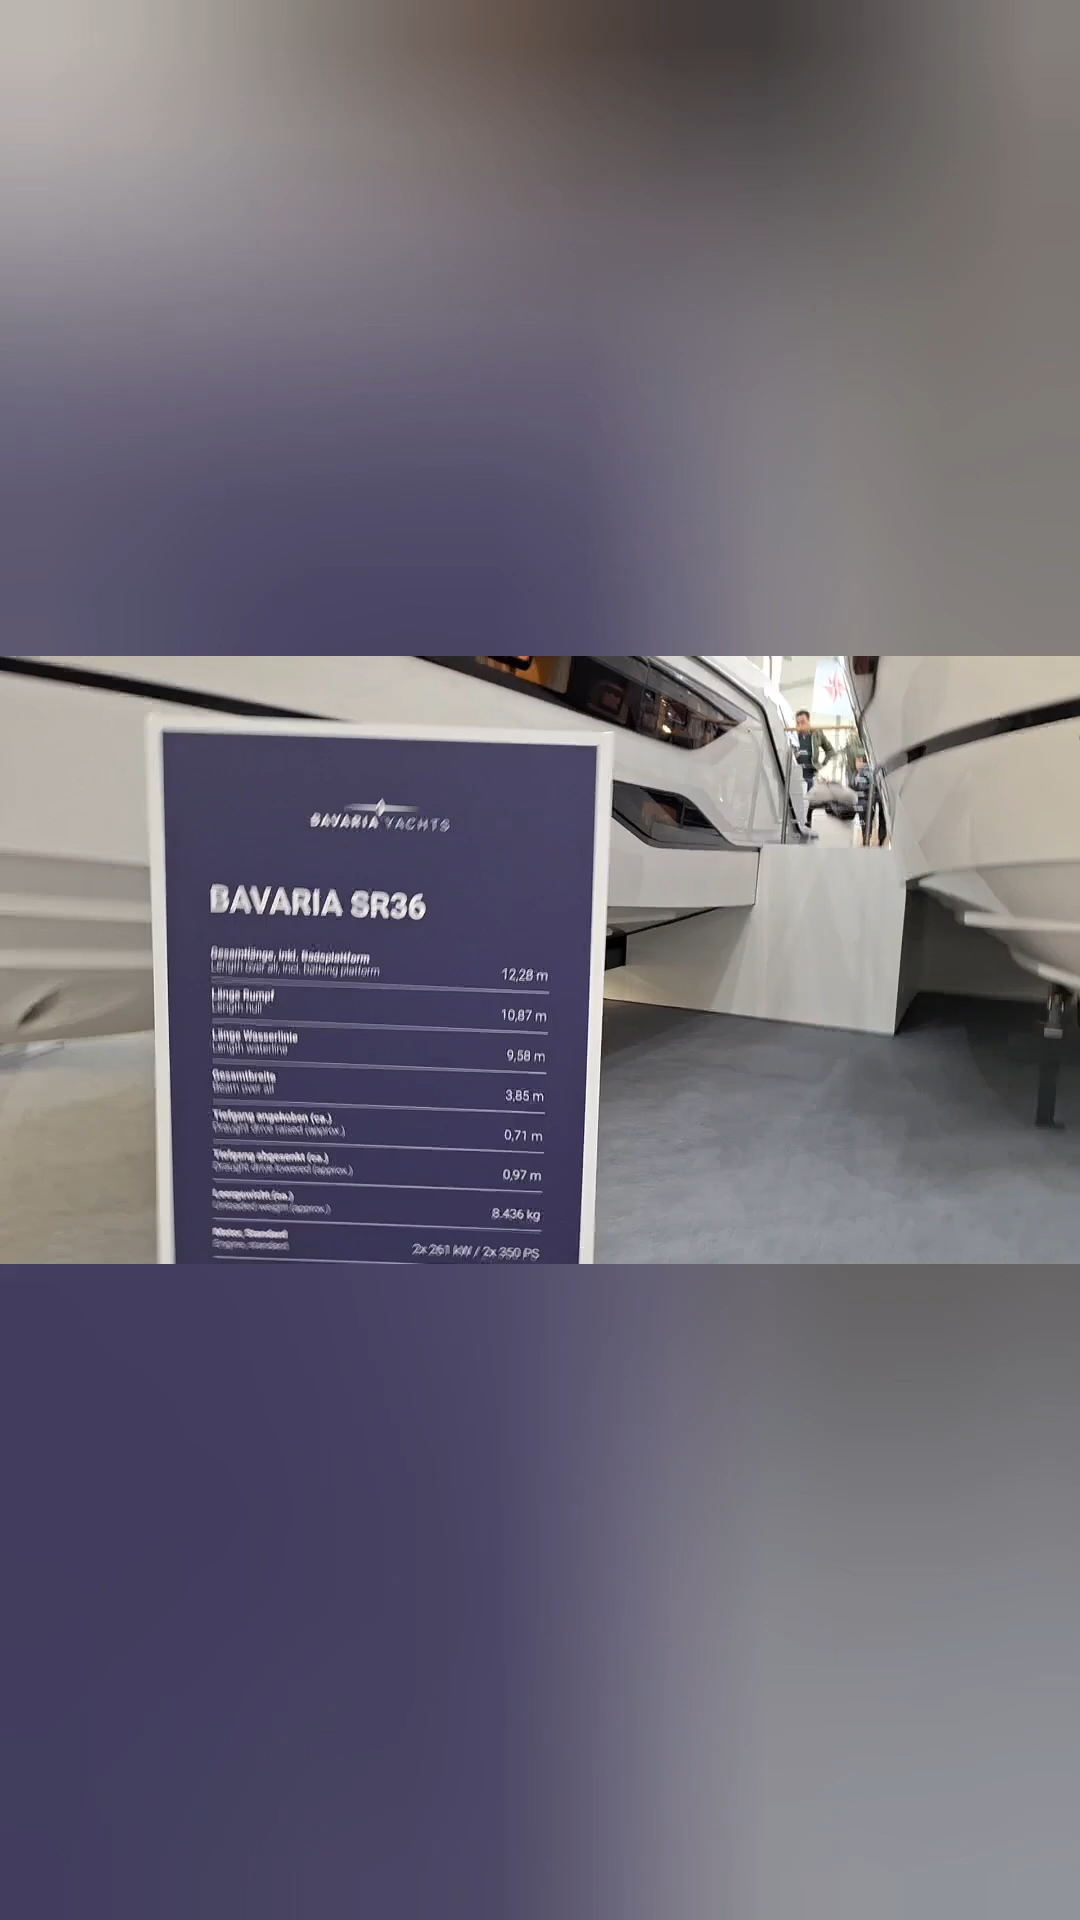 BAVARIA YACHTS
BAVARIA SR36
Gesamtlänge, inkl. Badeplattform
Length over all, incl. bathing platform
12,28 m
Länge Rumpf
Length hull
10,87 m
Länge Wasserlinie
Length waterline
9,58 m
Gesamtbreite
Beam over all
3,85 m
Tiefgang angehoben (ca.)
Draught drive raised (approx.)
0,71 m
Tiefgang abgesenkt (ca.)
Draught drive lowered (approx.)
0,97 m
Leergewicht (ca.)
Unloaded weight (approx.)
8.436 kg
Motor, Standard
Engine, standard
2x 261 kW / 2x 350 PS